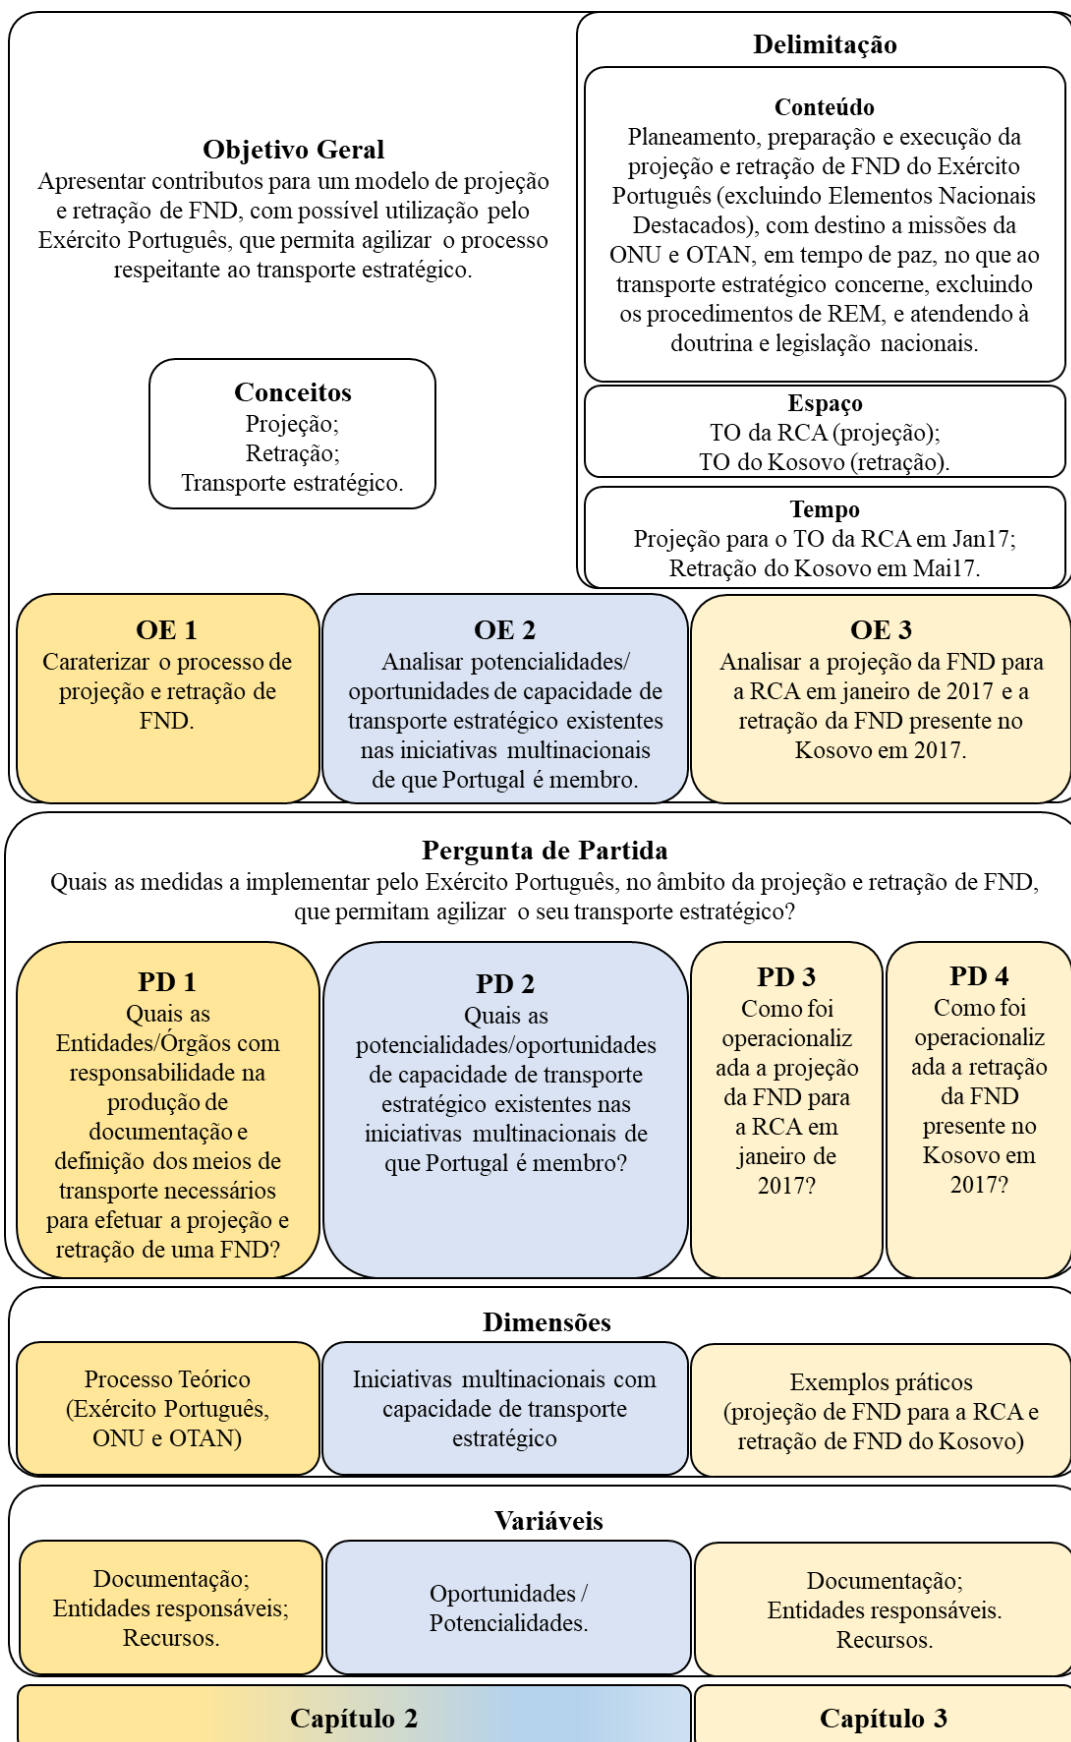 Objetivo Geral
Apresentar contributos para um modelo de projeção
e retração de FND, com possível utilização pelo
Exército Português, que permita agilizar o processo
respeitante ao transporte estratégico.
Conceitos
Projeção;
Retração;
Transporte estratégico.
Delimitação
Conteúdo
Planeamento, preparação e execução da
projeção e retração de FND do Exército
Português (excluindo Elementos Nacionais
Destacados), com destino a missões da
ONU e OTAN, em tempo de paz, no que ao
transporte estratégico concerne, excluindo
os procedimentos de REM, e atendendo à
doutrina e legislação nacionais.
Espaço
TO da RCA (projeção);
TO do Kosovo (retração).
Tempo
Projeção para o TO da RCA em Jan17;
Retração do Kosovo em Mai17.
OE 1
Caraterizar o processo de
projeção e retração de
FND.
OE 2
Analisar potencialidades/
oportunidades de capacidade de
transporte estratégico existentes
nas iniciativas multinacionais
de que Portugal é membro.
OE 3
Analisar a projeção da FND para
a RCA em janeiro de 2017 e a
retração da FND presente no
Kosovo em 2017.
Pergunta de Partida
Quais as medidas a implementar pelo Exército Português, no âmbito da projeção e retração de FND,
que permitam agilizar o seu transporte estratégico?
PD 1
Quais as
Entidades/Órgãos com
responsabilidade na
produção de
documentação e
definição dos meios de
transporte necessários
para efetuar a projeção e
retração de uma FND?
PD 2
Quais as
potencialidades/oportunidades
de capacidade de transporte
estratégico existentes nas
iniciativas multinacionais de
que Portugal é membro?
PD 3
Como foi
operacionaliz
ada a projeção
da FND para
a RCA em
janeiro de
2017?
PD 4
Como foi
operacionaliz
ada a retração
da FND
presente no
Kosovo em
2017?
Dimensões
Processo Teórico
(Exército Português,
ONU e OTAN)
Iniciativas multinacionais com
capacidade de transporte
estratégico
Exemplos práticos
(projeção de FND para a RCA e
retração de FND do Kosovo)
Variáveis
Documentação;
Entidades responsáveis;
Recursos.
Oportunidades /
Potencialidades.
Documentação;
Entidades responsáveis.
Recursos.
Capítulo 2
Capítulo 3